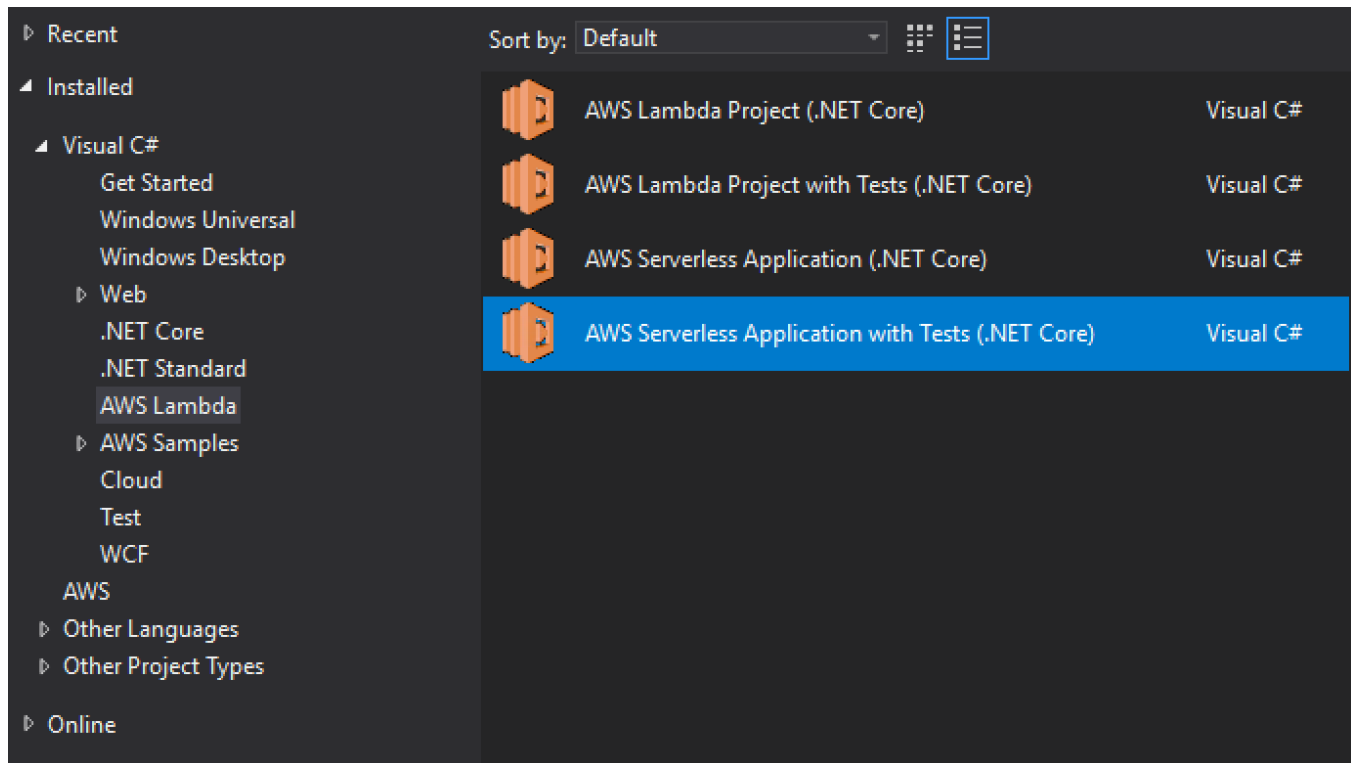 Recent
Installed
Visual C#
Get Started
Windows Universal
Windows Desktop
Web
.NET Core
.NET Standard
AWS Lambda
AWS Samples
Cloud
Test
WCF
AWS
Other Languages
Other Project Types
Online
Sort by: Default
AWS Lambda Project (.NET Core) Visual C#
AWS Lambda Project with Tests (.NET Core) Visual C#
AWS Serverless Application (.NET Core) Visual C#
AWS Serverless Application with Tests (.NET Core) Visual C#